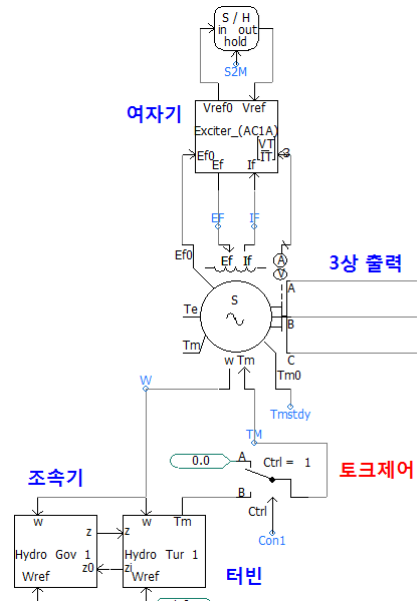 S / H
in out
hold
S2M
여자기
Vref0 Vref
Exciter_(AC1A)
VT
IT
3
Ef0
Ef If
EF IF
Ef0
Ef If
A
V
3상 출력
A
S
Te
B
Tm
C
w Tm
Tm0
W
Tmstdy
TM
0.0
A
Ctrl = 1
토크제어
조속기
B
Ctrl
w
w Tm
z z
Con1
Hydro Gov 1
Hydro Tur 1
z0 zi
Wref
Wref
터빈